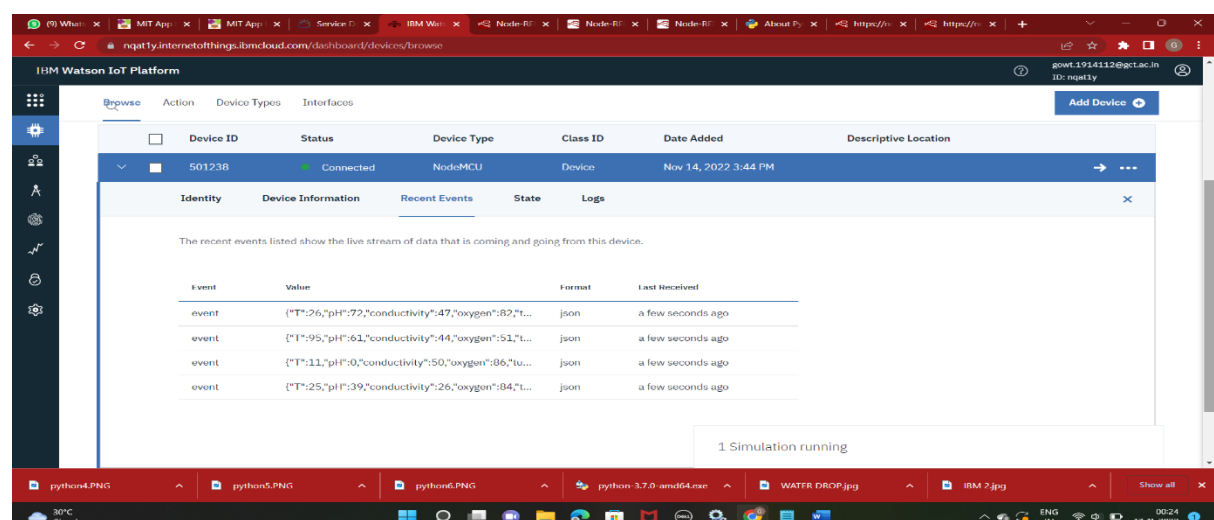 (9) What: MIT App MIT App Service D IBM Wat Node-RE Node-RE Node-RE About Py https://n https://n
nqat1y.internetofthings.ibmcloud.com/dashboard/devices/browse
IBM Watson IoT Platform
gowt.1914112@gct.ac.in
ID: nqat1y
Browse Action Device Types Interfaces Add Device
Device ID Status Device Type Class ID Date Added Descriptive Location
501238 Connected NodeMCU Device Nov 14, 2022 3:44 PM
Identity Device Information Recent Events State Logs
The recent events listed show the live stream of data that is coming and going from this device.
Event Value Format Last Received
event {"T":26,"pH":72,"conductivity":47,"oxygen":82,"t... json a few seconds ago
event {"T":95,"pH":61,"conductivity":44,"oxygen":51,"t... json a few seconds ago
event {"T":11,"pH":0,"conductivity":50,"oxygen":86,"tu... json a few seconds ago
event {"T":25,"pH":39,"conductivity":26,"oxygen":84,"t... json a few seconds ago
1 Simulation running
python4.PNG python5.PNG python6.PNG python-3.7.0-amd64.exe WATER DROP.jpg IBM 2.jpg Show all
30°C
ENG 00:24